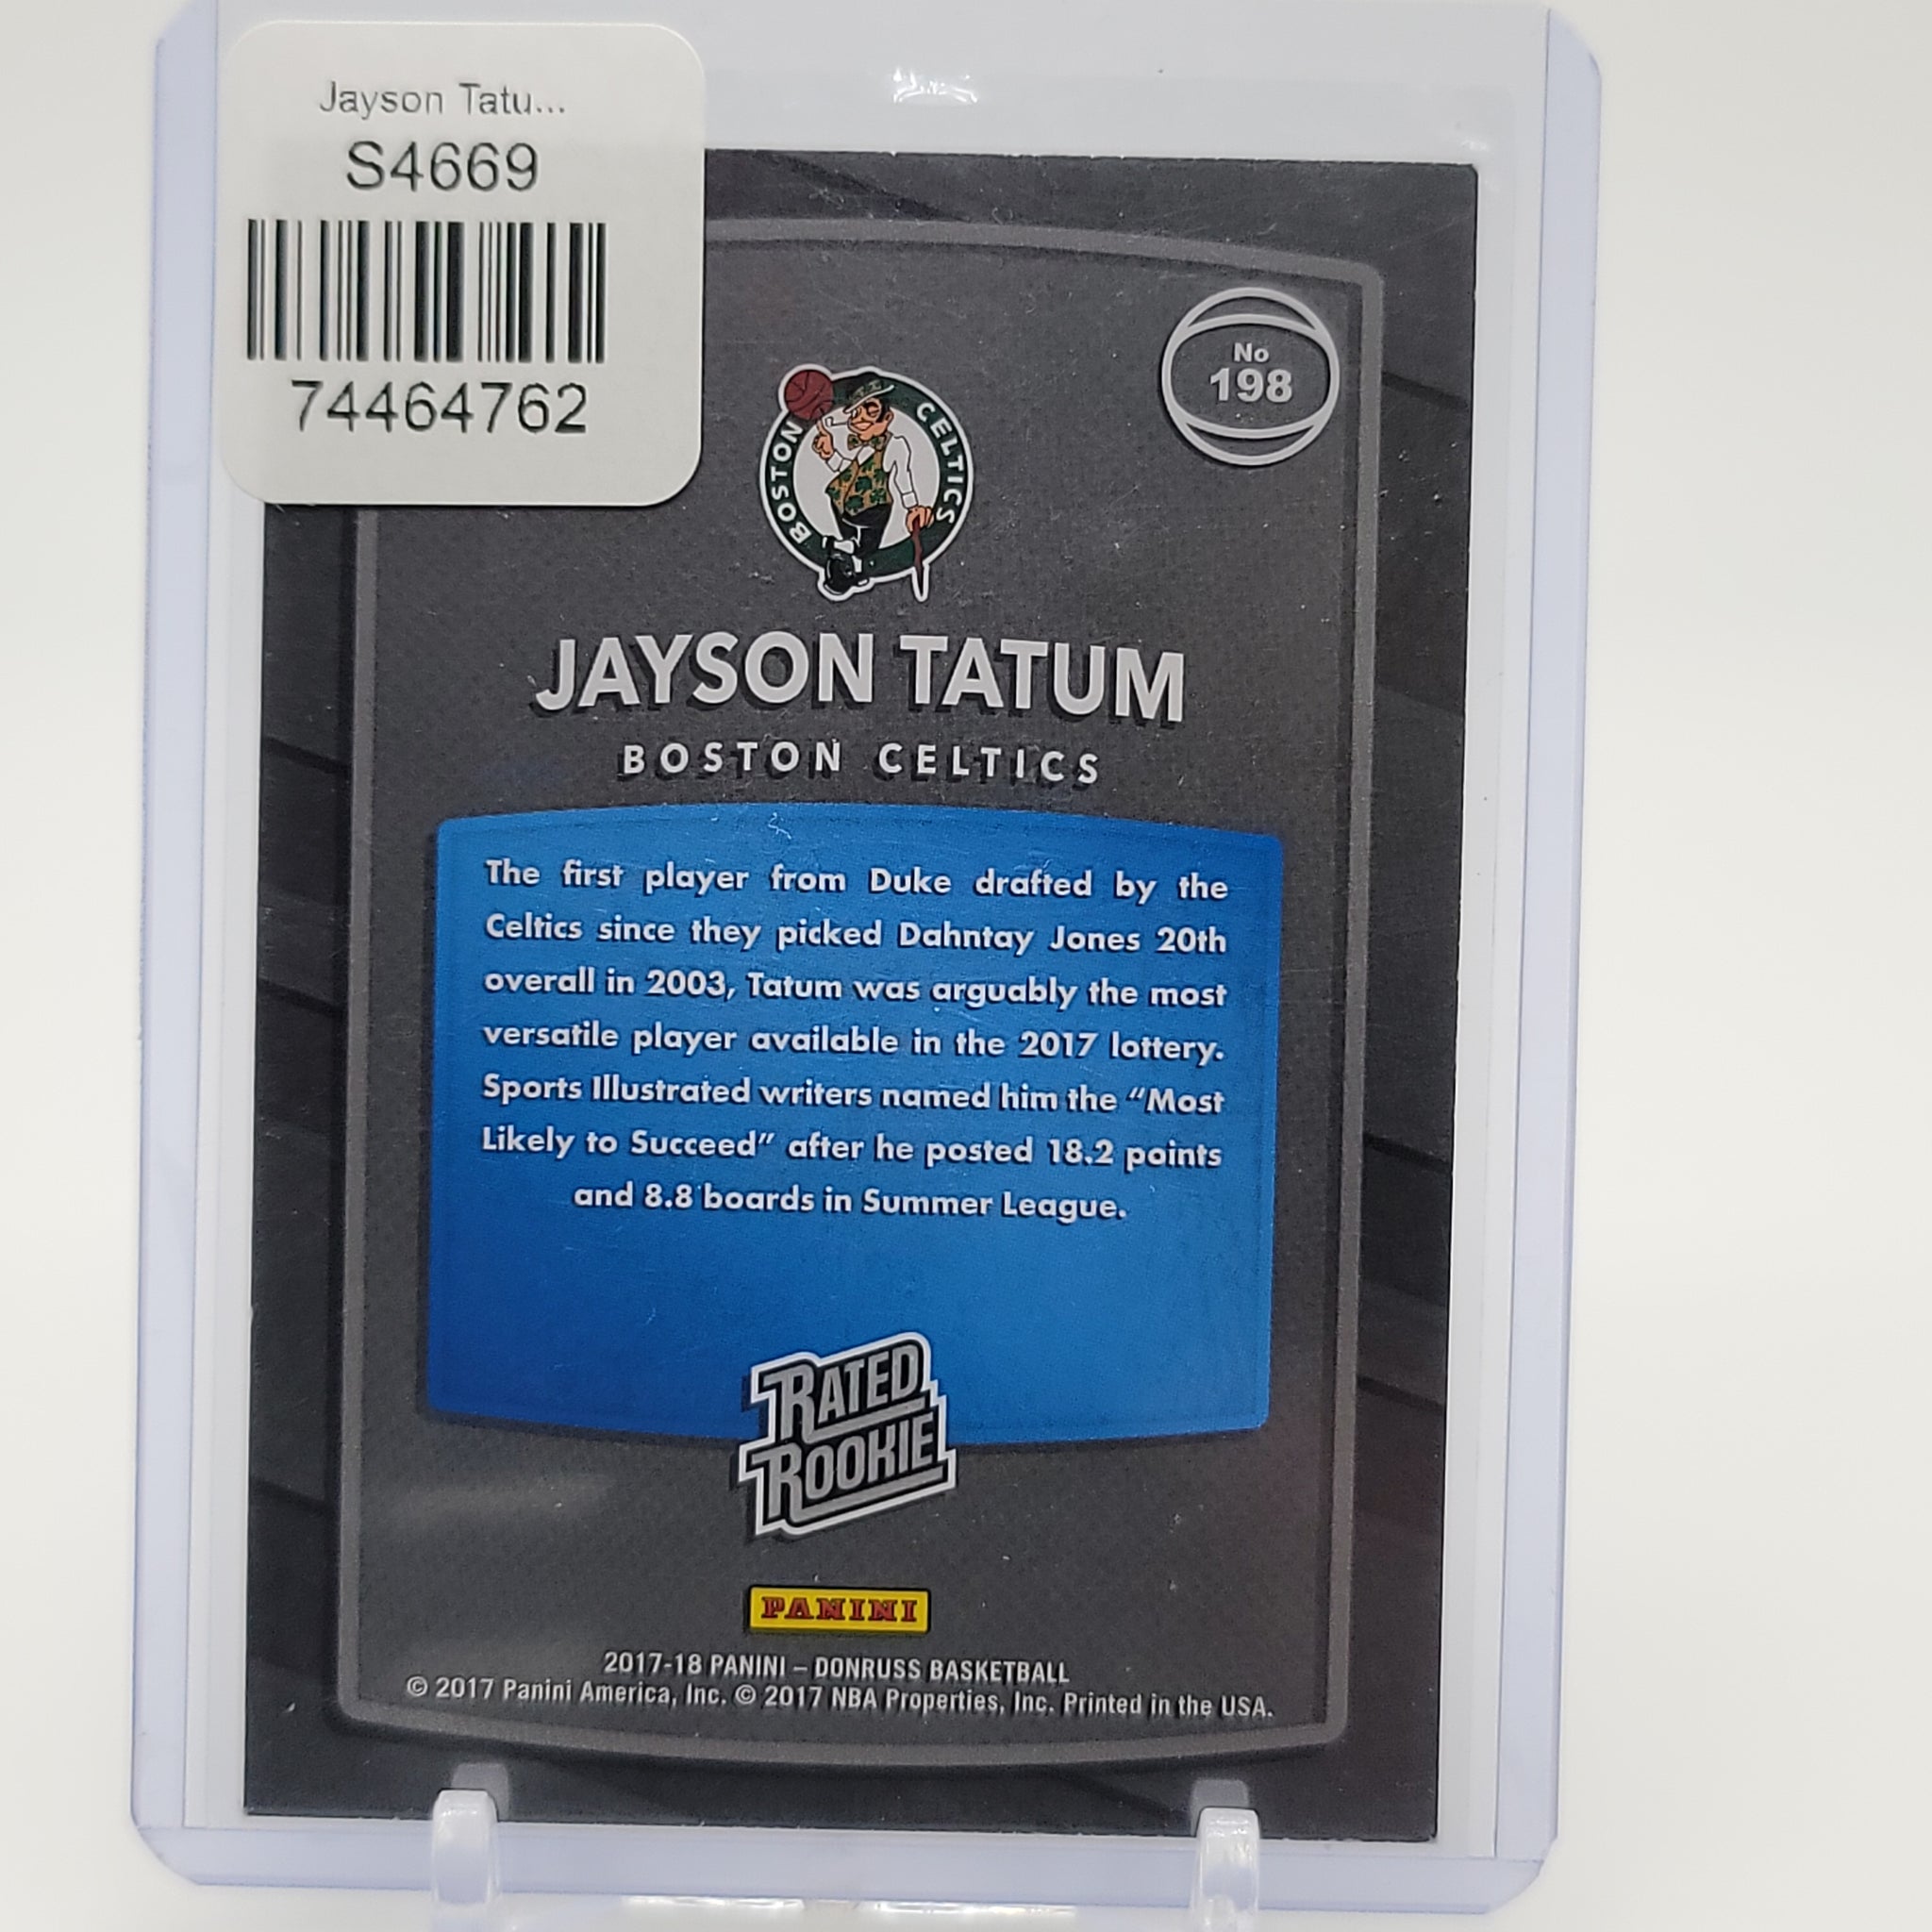 Jayson Tatu...
S4669
74464762
No
198
BOSTON CELTICS
JAYSON TATUM
BOSTON CELTICS
The first player from Duke drafted by the
Celtics since they picked Dahntay Jones 20th
overall in 2003, Tatum was arguably the most
versatile player available in the 2017 lottery.
Sports Illustrated writers named him the “Most
Likely to Succeed” after he posted 18.2 points
and 8.8 boards in Summer League.
RATED
ROOKIE
PANINI
2017-18 PANINI – DONRUSS BASKETBALL
© 2017 Panini America, Inc. © 2017 NBA Properties, Inc. Printed in the USA.